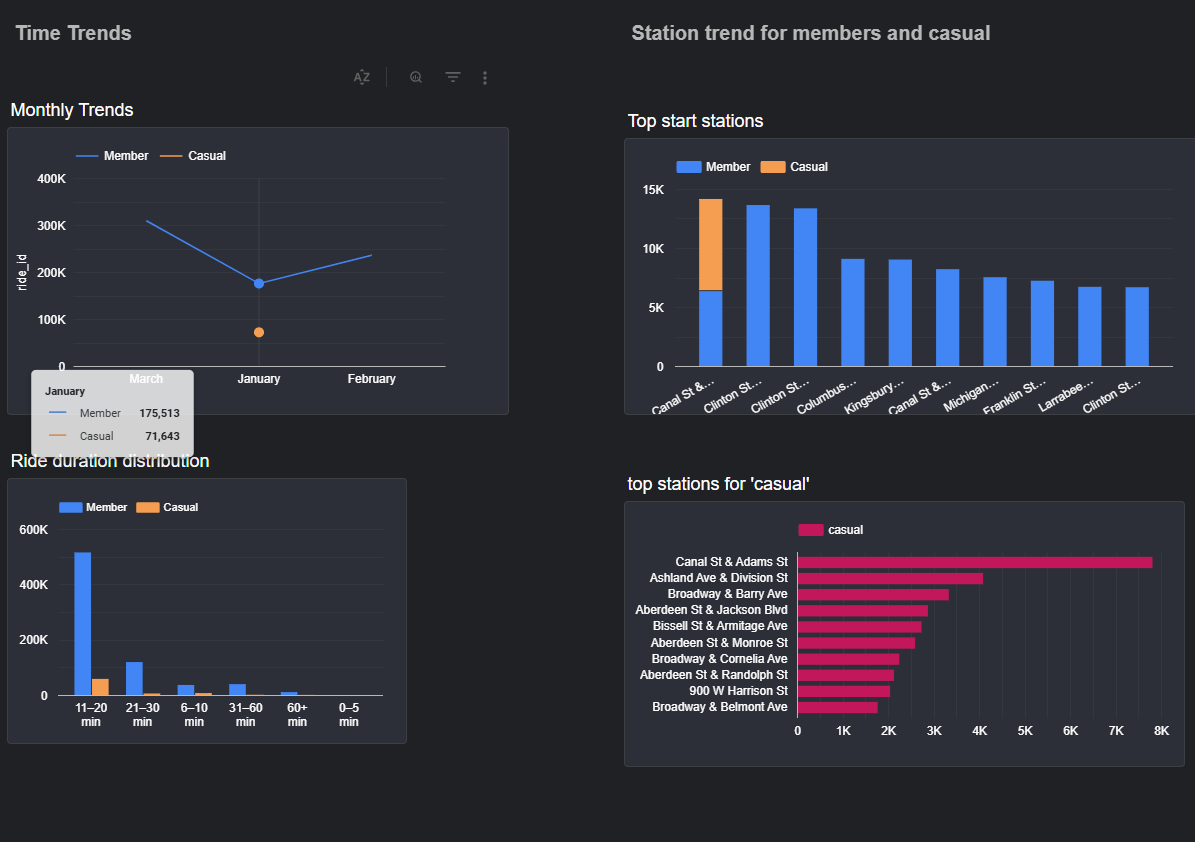 Time Trends
Station trend for members and casual
AZ
Monthly Trends
Member Casual
400K
300K
200K
100K
0
ride_id
March January February
January
Member 175,513
Casual 71,643
Top start stations
Member Casual
15K
10K
5K
0
Canal St &...
Clinton St...
Clinton St...
Columbus...
Kingsbury...
Canal St &...
Michigan...
Franklin St...
Larrabee...
Clinton St...
Ride duration distribution
Member Casual
600K
400K
200K
0
11–20 min
21–30 min
6–10 min
31–60 min
60+ min
0–5 min
top stations for 'casual'
casual
Canal St & Adams St
Ashland Ave & Division St
Broadway & Barry Ave
Aberdeen St & Jackson Blvd
Bissell St & Armitage Ave
Aberdeen St & Monroe St
Broadway & Cornelia Ave
Aberdeen St & Randolph St
900 W Harrison St
Broadway & Belmont Ave
0 1K 2K 3K 4K 5K 6K 7K 8K